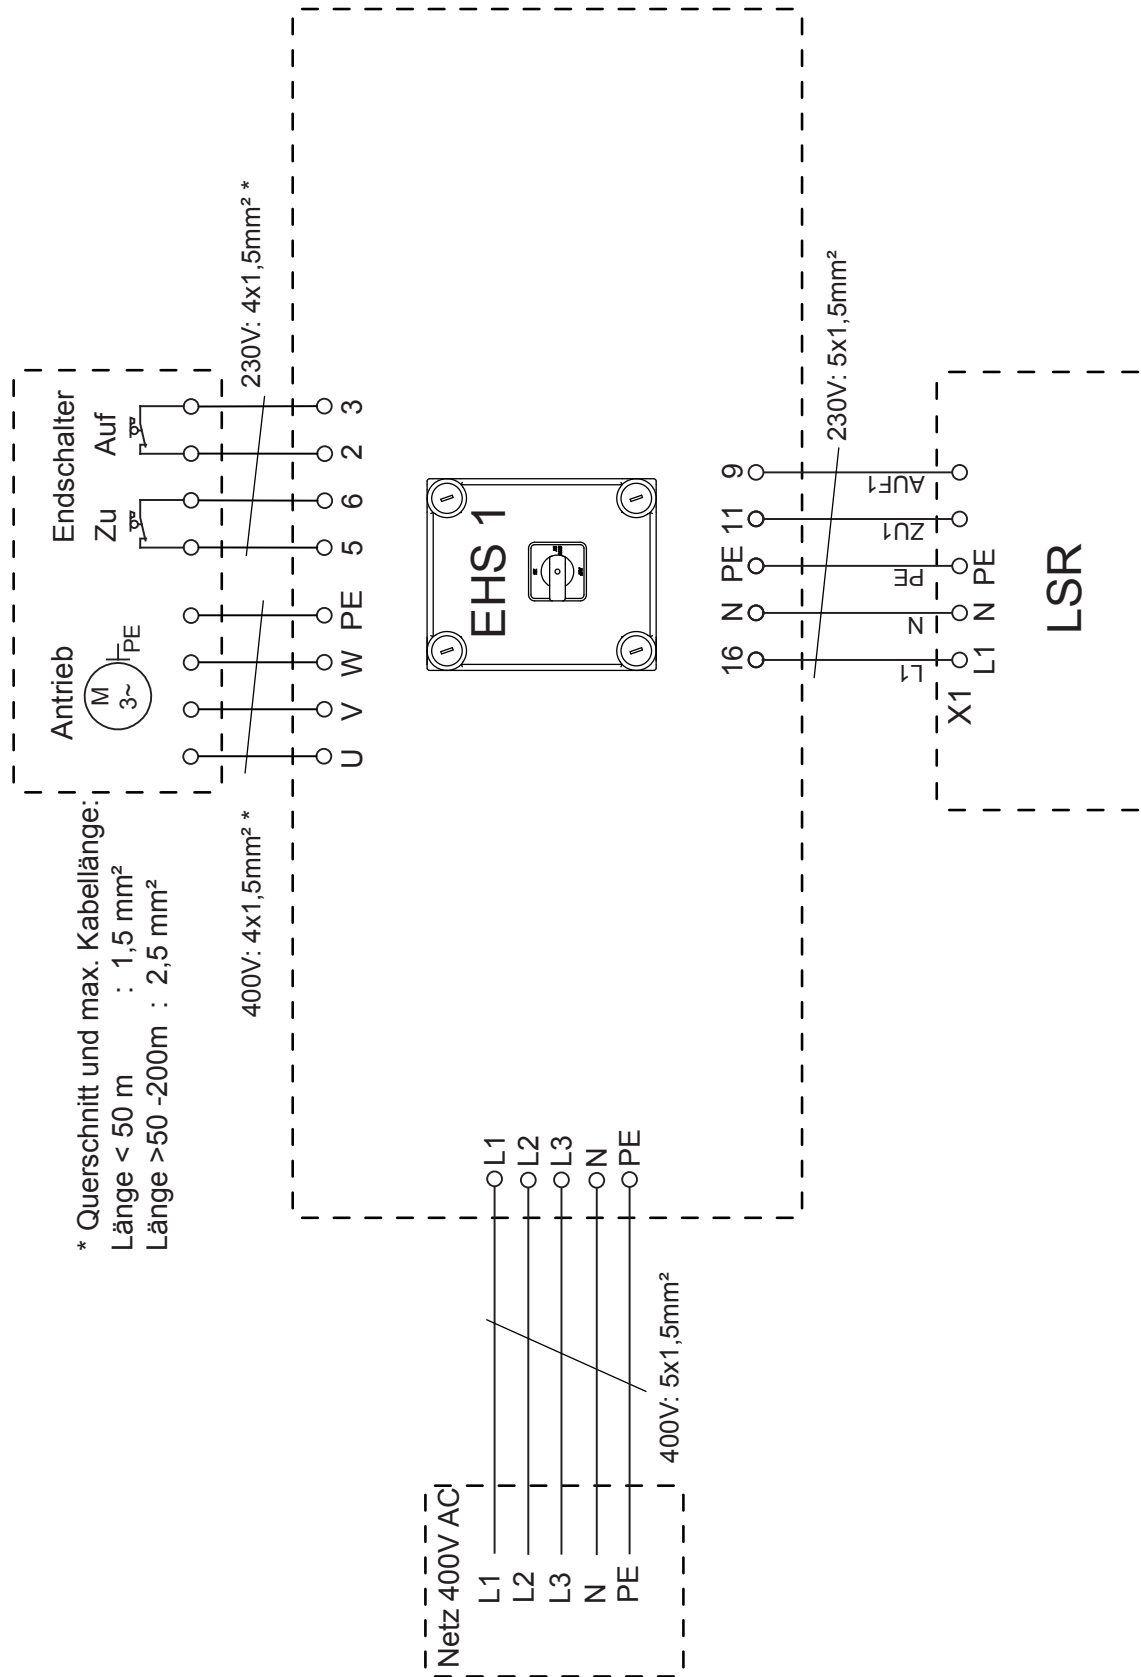 * Querschnitt und max. Kabellänge:
Länge < 50 m : 1,5 mm²
Länge >50 -200m : 2,5 mm²
Antrieb
M
3~
PE
Endschalter
Zu
Auf
400V: 4x1,5mm² *
230V: 4x1,5mm² *
U
V
W
PE
5
6
2
3
Netz 400V AC
L1
L2
L3
N
PE
400V: 5x1,5mm²
L1
L2
L3
N
PE
EHS 1
16
N
PE
11
9
230V: 5x1,5mm²
L1
N
PE
ZU1
AUF1
X1
L1
N
PE
LSR